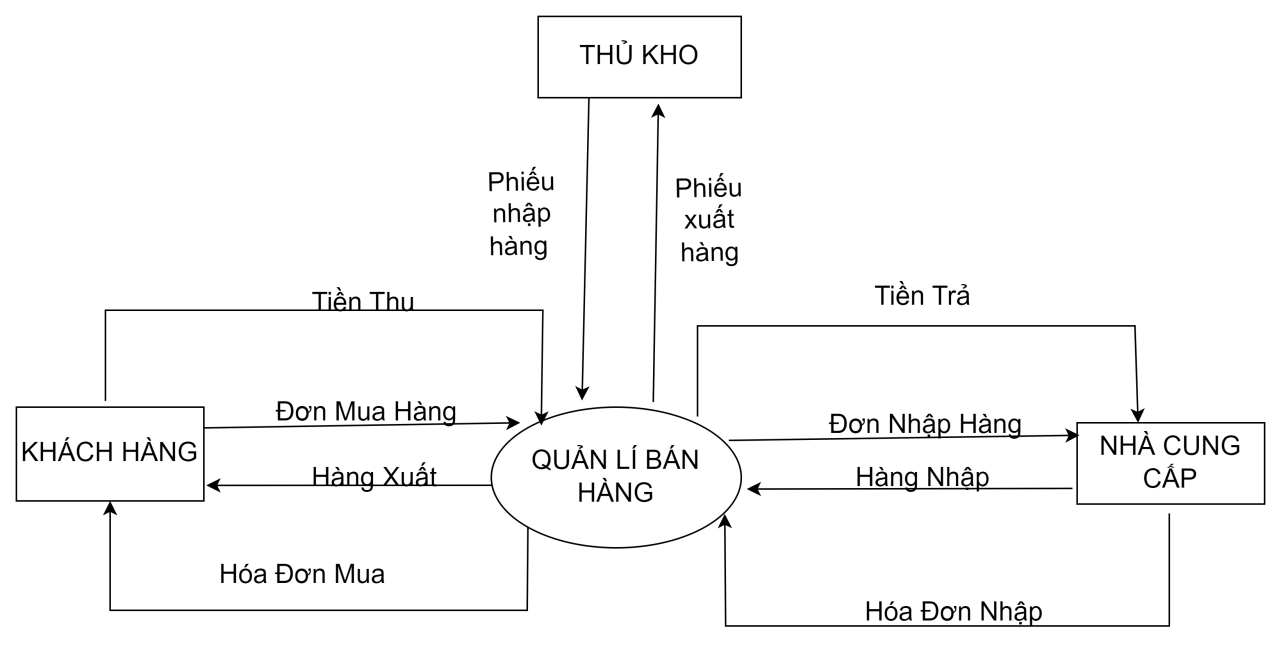 THỦ KHO
Phiếu
nhập
hàng
Phiếu
xuất
hàng
Tiền Thu
Tiền Trả
Đơn Mua Hàng
Đơn Nhập Hàng
KHÁCH HÀNG
QUẢN LÍ BÁN
HÀNG
NHÀ CUNG
CẤP
Hàng Xuất
Hàng Nhập
Hóa Đơn Mua
Hóa Đơn Nhập